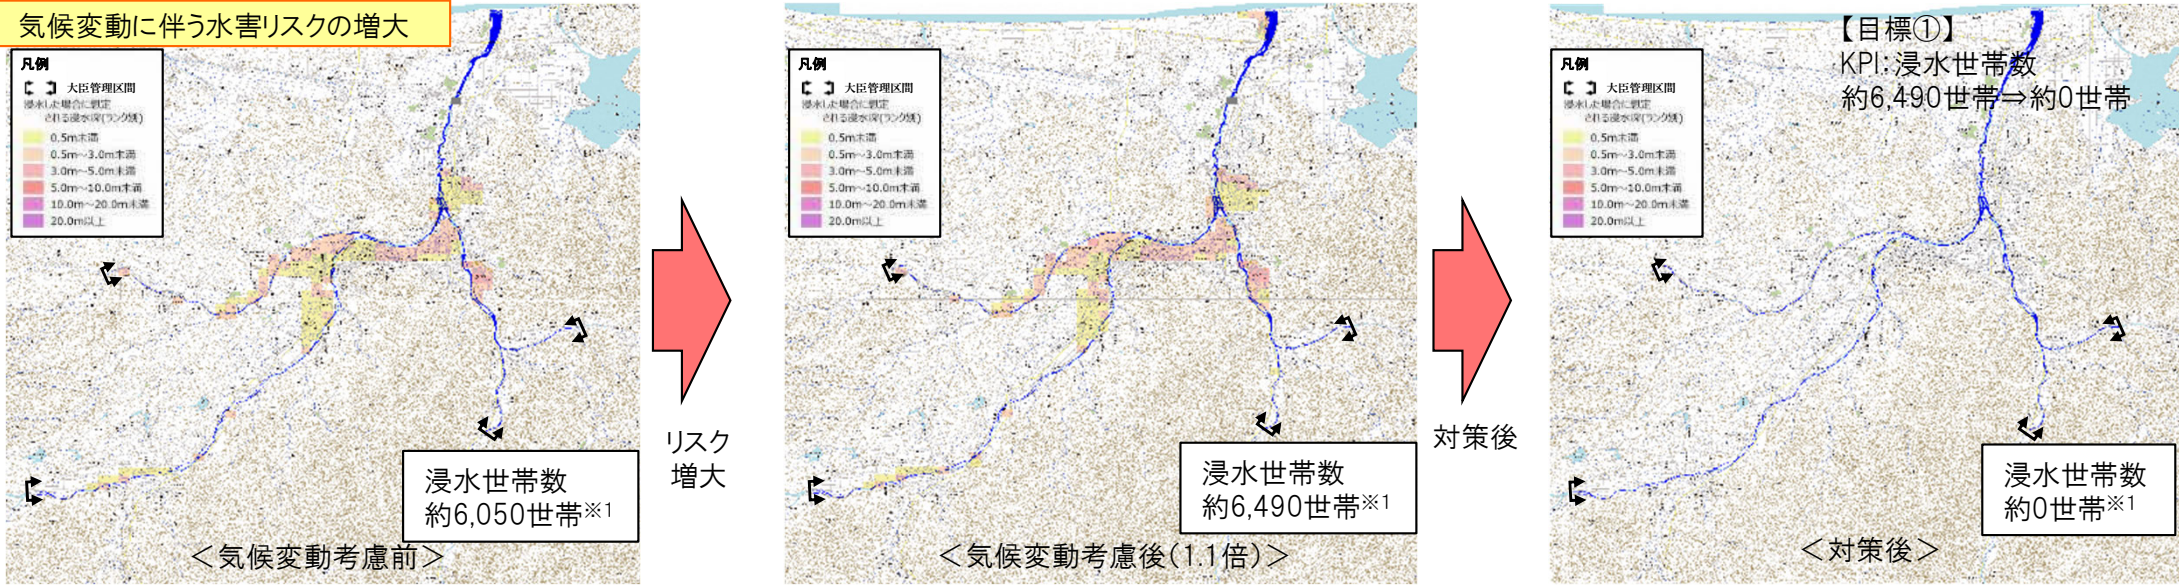 気候変動に伴う水害リスクの増大
凡例
大臣管理区間
浸水した場合に想定
される浸水深(ランク別)
0.5m未満
0.5m～3.0m未満
3.0m～5.0m未満
5.0m～10.0m未満
10.0m～20.0m未満
20.0m以上
浸水世帯数
約6,050世帯※1
＜気候変動考慮前＞
リスク
増大
凡例
大臣管理区間
浸水した場合に想定
される浸水深(ランク別)
0.5m未満
0.5m～3.0m未満
3.0m～5.0m未満
5.0m～10.0m未満
10.0m～20.0m未満
20.0m以上
浸水世帯数
約6,490世帯※1
＜気候変動考慮後(1.1倍)＞
対策後
【目標①】
KPI:浸水世帯数
約6,490世帯⇒約0世帯
凡例
大臣管理区間
浸水した場合に想定
される浸水深(ランク別)
0.5m未満
0.5m～3.0m未満
3.0m～5.0m未満
5.0m～10.0m未満
10.0m～20.0m未満
20.0m以上
浸水世帯数
約0世帯※1
＜対策後＞